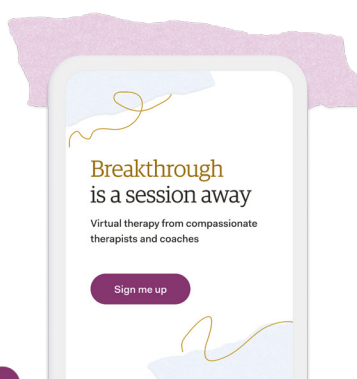 Breakthrough
is a session away
Virtual therapy from compassionate
therapists and coaches
Sign me up